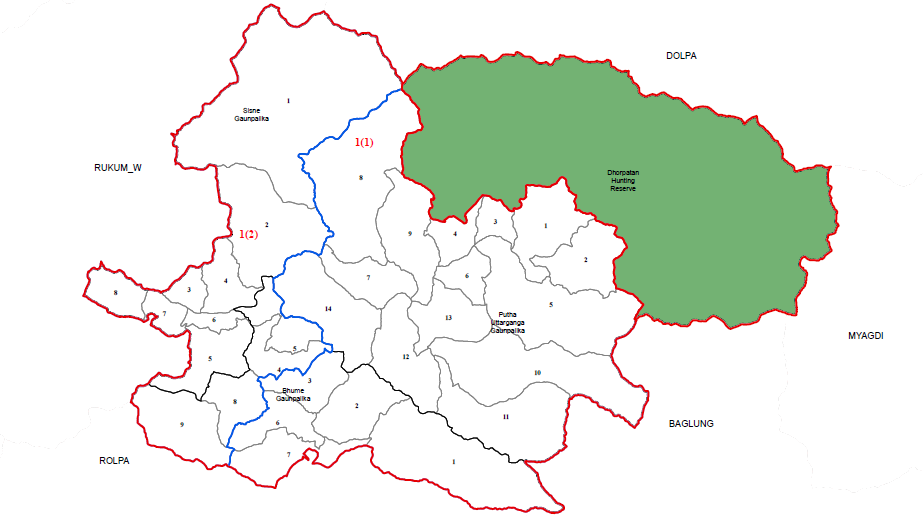 DOLPA
1
Sisne
Gaunpalika
1(1)
RUKUM_W
8
Dhorpatan
Hunting
Reserve
2
1(2)
9
4
3
1
2
8
3
4
7
6
7
6
5
14
13
Putha
Uttarganga
Gaunpalika
MYAGDI
5
5
12
4
3
10
Bhume
Gaunpalika
8
2
11
9
6
BAGLUNG
ROLPA
7
1